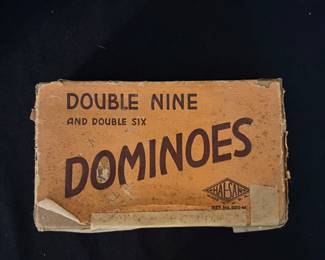 DOUBLE NINE
AND DOUBLE SIX
DOMINOES
HALSAM